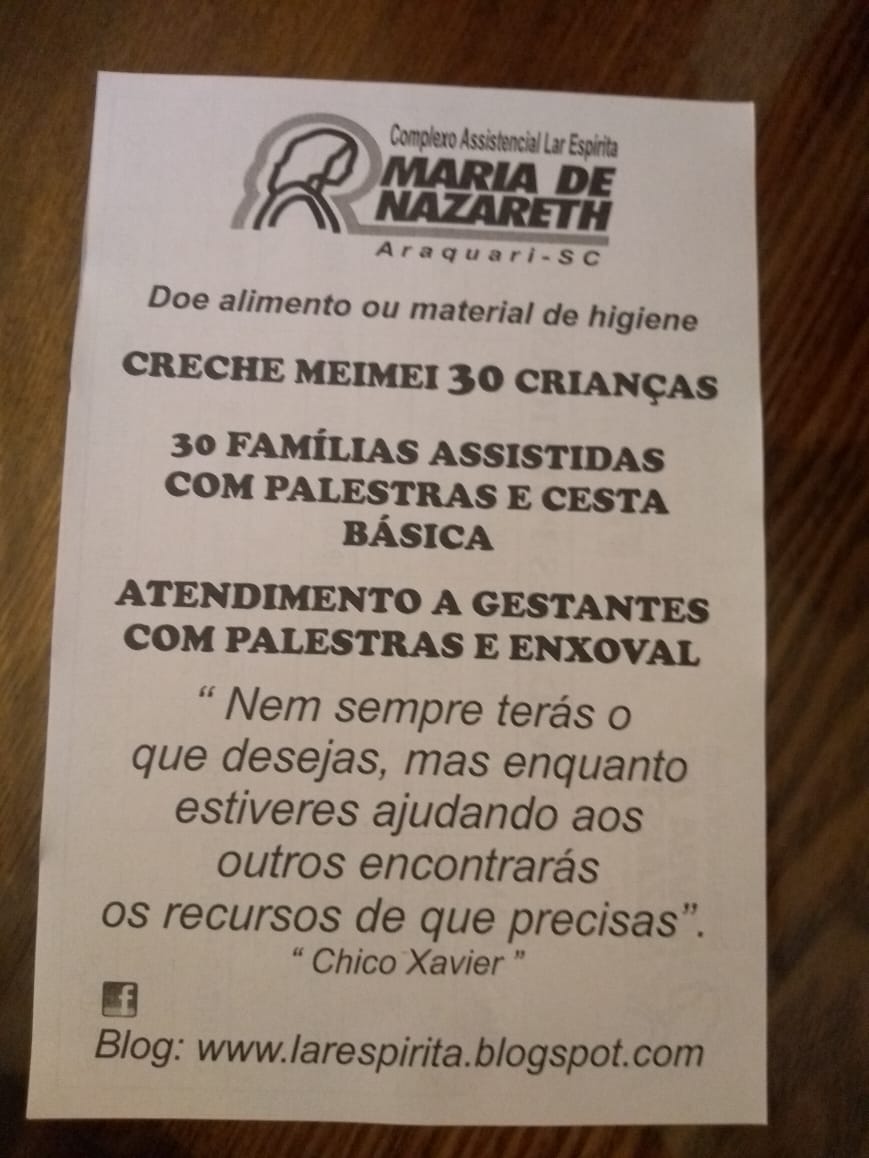 Complexo Assistencial Lar Espírita
MARIA DE
NAZARETH
Araquari-SC
Doe alimento ou material de higiene
CRECHE MEIMEI 30 CRIANÇAS
30 FAMÍLIAS ASSISTIDAS
COM PALESTRAS E CESTA
BÁSICA
ATENDIMENTO A GESTANTES
COM PALESTRAS E ENXOVAL
“ Nem sempre terás o
que desejas, mas enquanto
estiveres ajudando aos
outros encontrarás
os recursos de que precisas”.
“ Chico Xavier ”
f
Blog: www.larespirita.blogspot.com